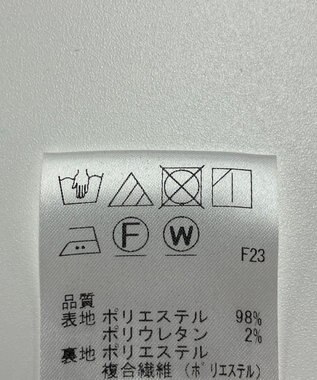 F W
F23
品質
表地 ポリエステル 98%
ポリウレタン 2%
裏地 ポリエステル
複合繊維(ポリエステル)